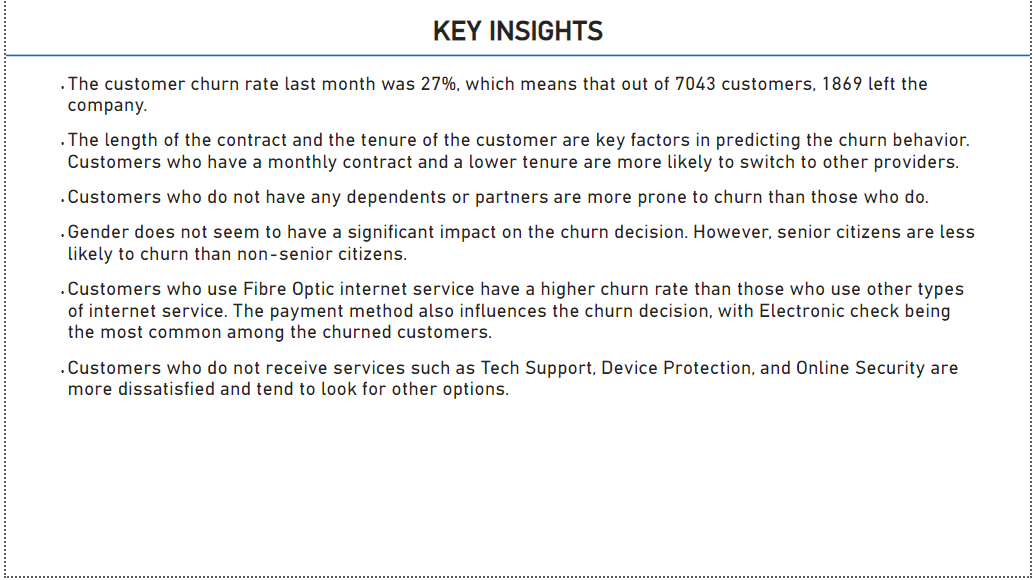 KEY INSIGHTS
.The customer churn rate last month was 27%, which means that out of 7043 customers, 1869 left the
company.
.The length of the contract and the tenure of the customer are key factors in predicting the churn behavior.
Customers who have a monthly contract and a lower tenure are more likely to switch to other providers.
.Customers who do not have any dependents or partners are more prone to churn than those who do.
.Gender does not seem to have a significant impact on the churn decision. However, senior citizens are less
likely to churn than non-senior citizens.
.Customers who use Fibre Optic internet service have a higher churn rate than those who use other types
of internet service. The payment method also influences the churn decision, with Electronic check being
the most common among the churned customers.
.Customers who do not receive services such as Tech Support, Device Protection, and Online Security are
more dissatisfied and tend to look for other options.